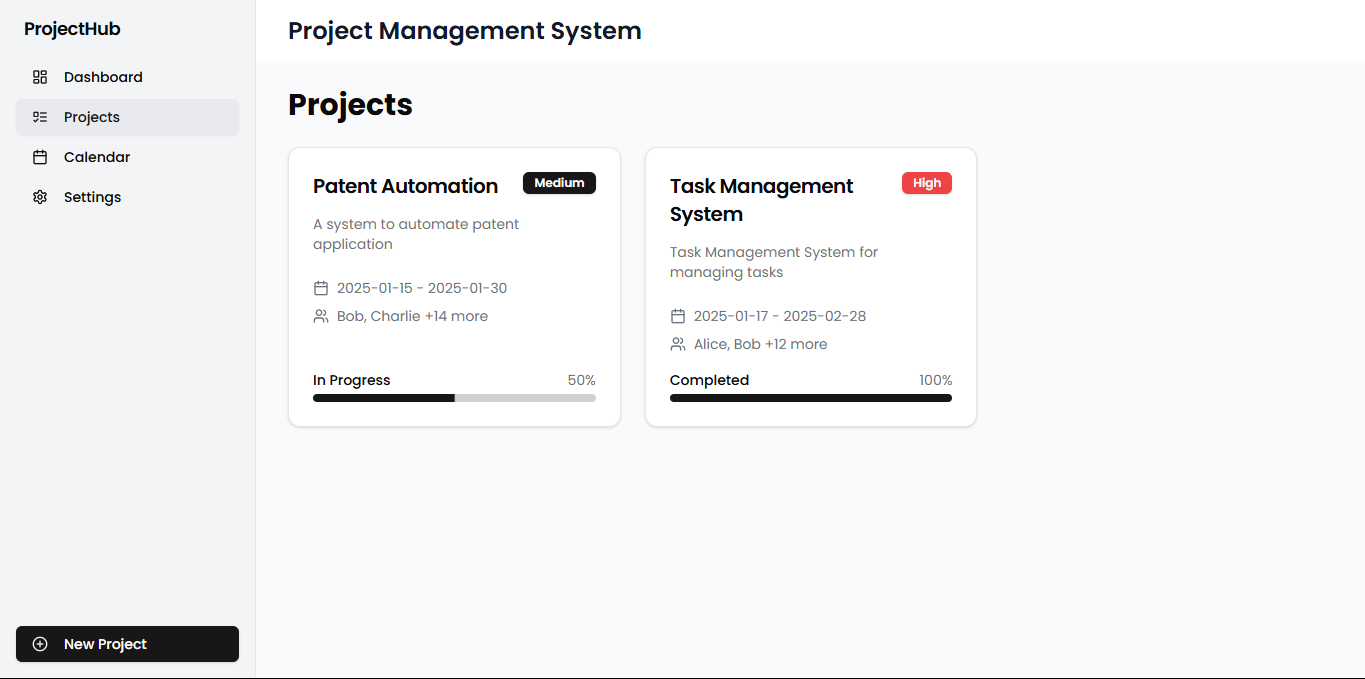 ProjectHub
Dashboard
Projects
Calendar
Settings
New Project
Project Management System
Projects
Patent Automation
Medium
A system to automate patent
application
2025-01-15 - 2025-01-30
Bob, Charlie +14 more
In Progress
50%
Task Management
System
High
Task Management System for
managing tasks
2025-01-17 - 2025-02-28
Alice, Bob +12 more
Completed
100%